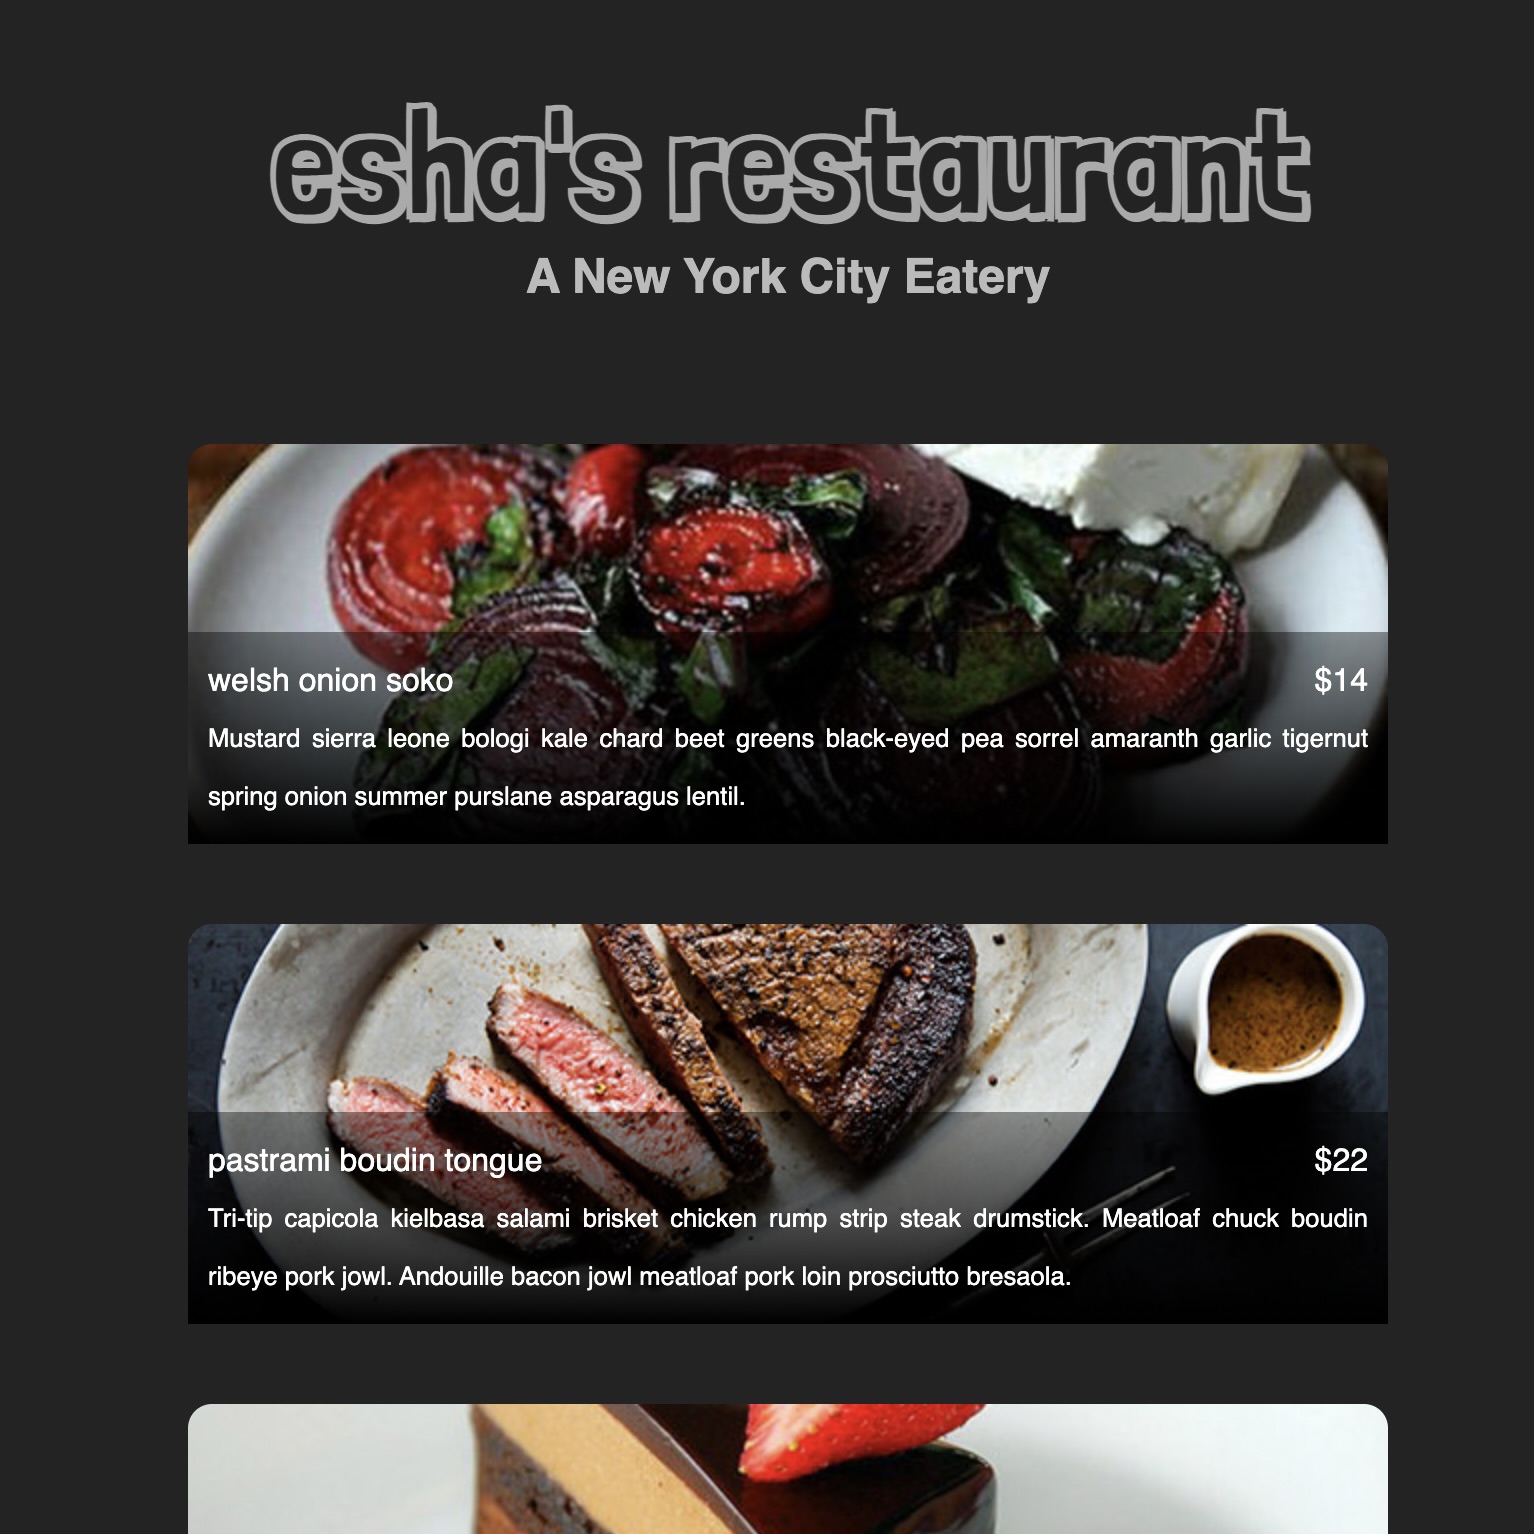 esha's restaurant
A New York City Eatery
welsh onion soko $14
Mustard sierra leone bologi kale chard beet greens black-eyed pea sorrel amaranth garlic tigernut
spring onion summer purslane asparagus lentil.
pastrami boudin tongue $22
Tri-tip capicola kielbasa salami brisket chicken rump strip steak drumstick. Meatloaf chuck boudin
ribeye pork jowl. Andouille bacon jowl meatloaf pork loin prosciutto bresaola.